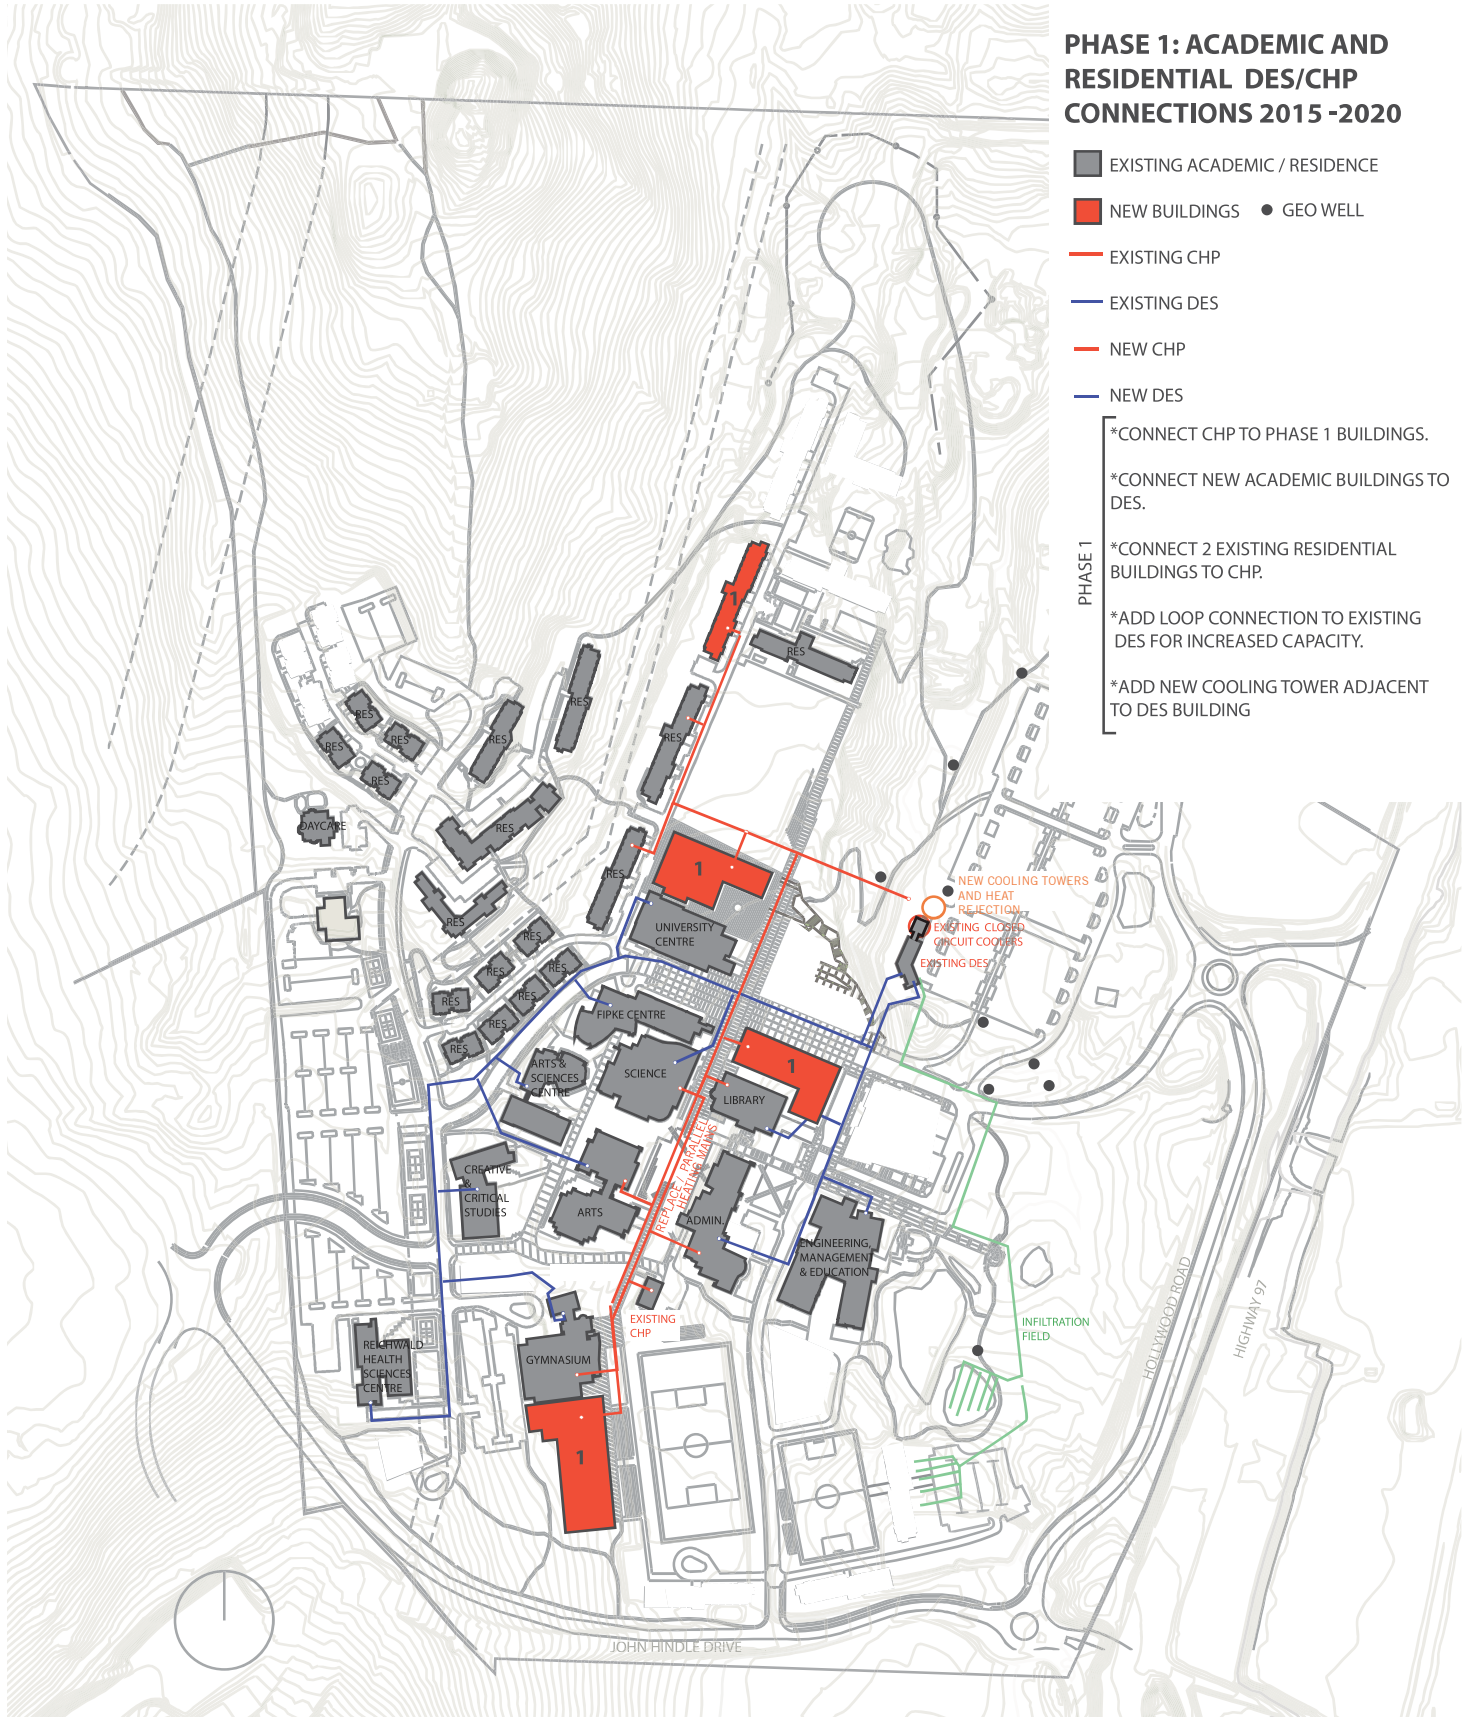 PHASE 1: ACADEMIC AND
RESIDENTIAL DES/CHP
CONNECTIONS 2015 -2020
EXISTING ACADEMIC / RESIDENCE
NEW BUILDINGS
GEO WELL
EXISTING CHP
EXISTING DES
NEW CHP
NEW DES
PHASE 1
*CONNECT CHP TO PHASE 1 BUILDINGS.
*CONNECT NEW ACADEMIC BUILDINGS TO
DES.
*CONNECT 2 EXISTING RESIDENTIAL
BUILDINGS TO CHP.
*ADD LOOP CONNECTION TO EXISTING
DES FOR INCREASED CAPACITY.
*ADD NEW COOLING TOWER ADJACENT
TO DES BUILDING
1
RES
RES
RES
RES
RES
RES
RES
RES
RES
DAYCARE
RES
RES
1
RES
NEW COOLING TOWERS
AND HEAT
REJECTION
EXISTING CLOSED
CIRCUIT COOLERS
EXISTING DES
UNIVERSITY
CENTRE
RES
RES
RES
RES
RES
RES
RES
RES
FIPKE CENTRE
ARTS &
SCIENCES
CENTRE
SCIENCE
1
LIBRARY
REPLACE / PARALLEL
HEATING MAINS
CREATIVE
&
CRITICAL
STUDIES
ARTS
ADMIN.
ENGINEERING,
MANAGEMENT
& EDUCATION
EXISTING
CHP
INFILTRATION
FIELD
HOLLYWOOD ROAD
HIGHWAY 97
REICHWALD
HEALTH
SCIENCES
CENTRE
GYMNASIUM
1
JOHN HINDLE DRIVE